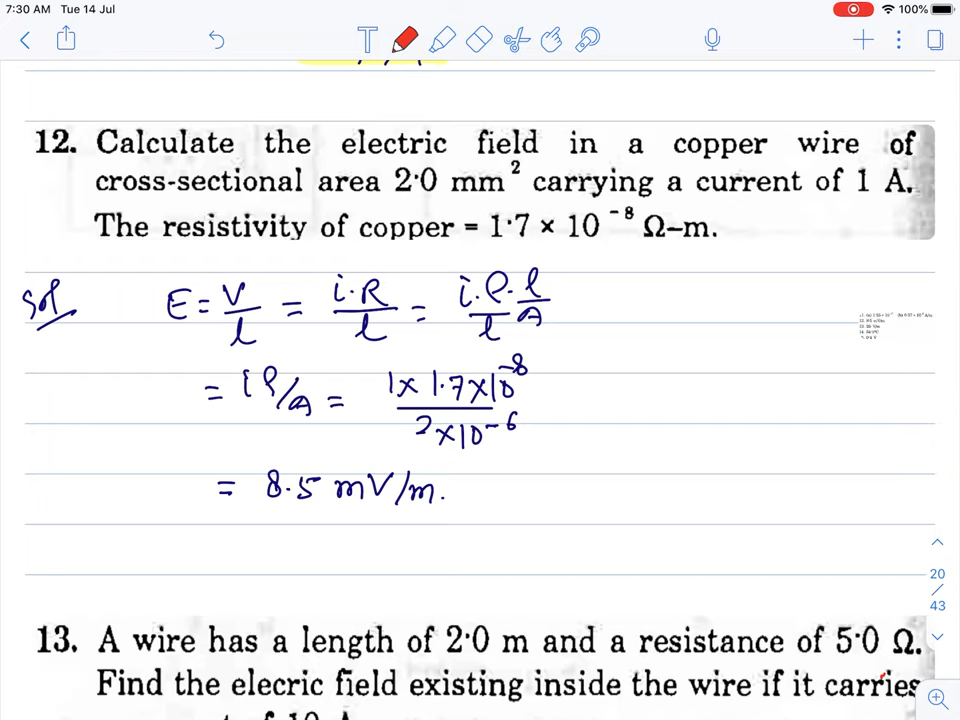 7:30 AM Tue 14 Jul
100%
12. Calculate the electric field in a copper wire of
cross-sectional area 2·0 mm² carrying a current of 1 A.
The resistivity of copper = 1·7 × 10⁻⁸ Ω–m.
Sol E = V/l = i.R/l = i.ρ.l/l A
= iρ/A = 1 × 1.7 × 10⁻⁸ / 2 × 10⁻⁶
= 8.5 mV/m.
20
/
43
13. A wire has a length of 2·0 m and a resistance of 5·0 Ω.
Find the elecric field existing inside the wire if it carries